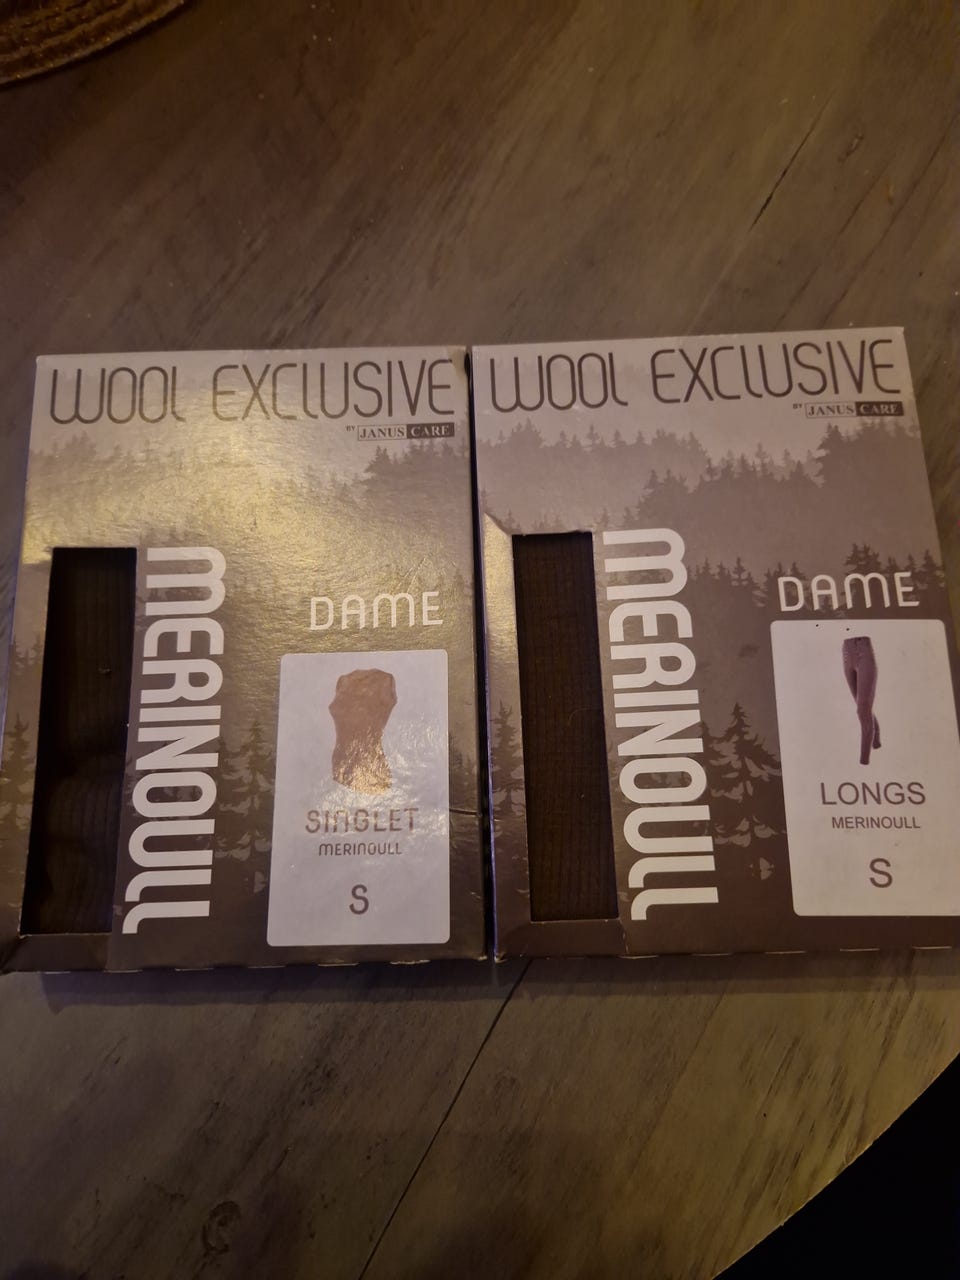 WOOL EXCLUSIVE
BY JANUS CARE
MERINOULL
DAME
SINGLET
MERINOULL
S
WOOL EXCLUSIVE
BY JANUS CARE
MERINOULL
DAME
LONGS
MERINOULL
S